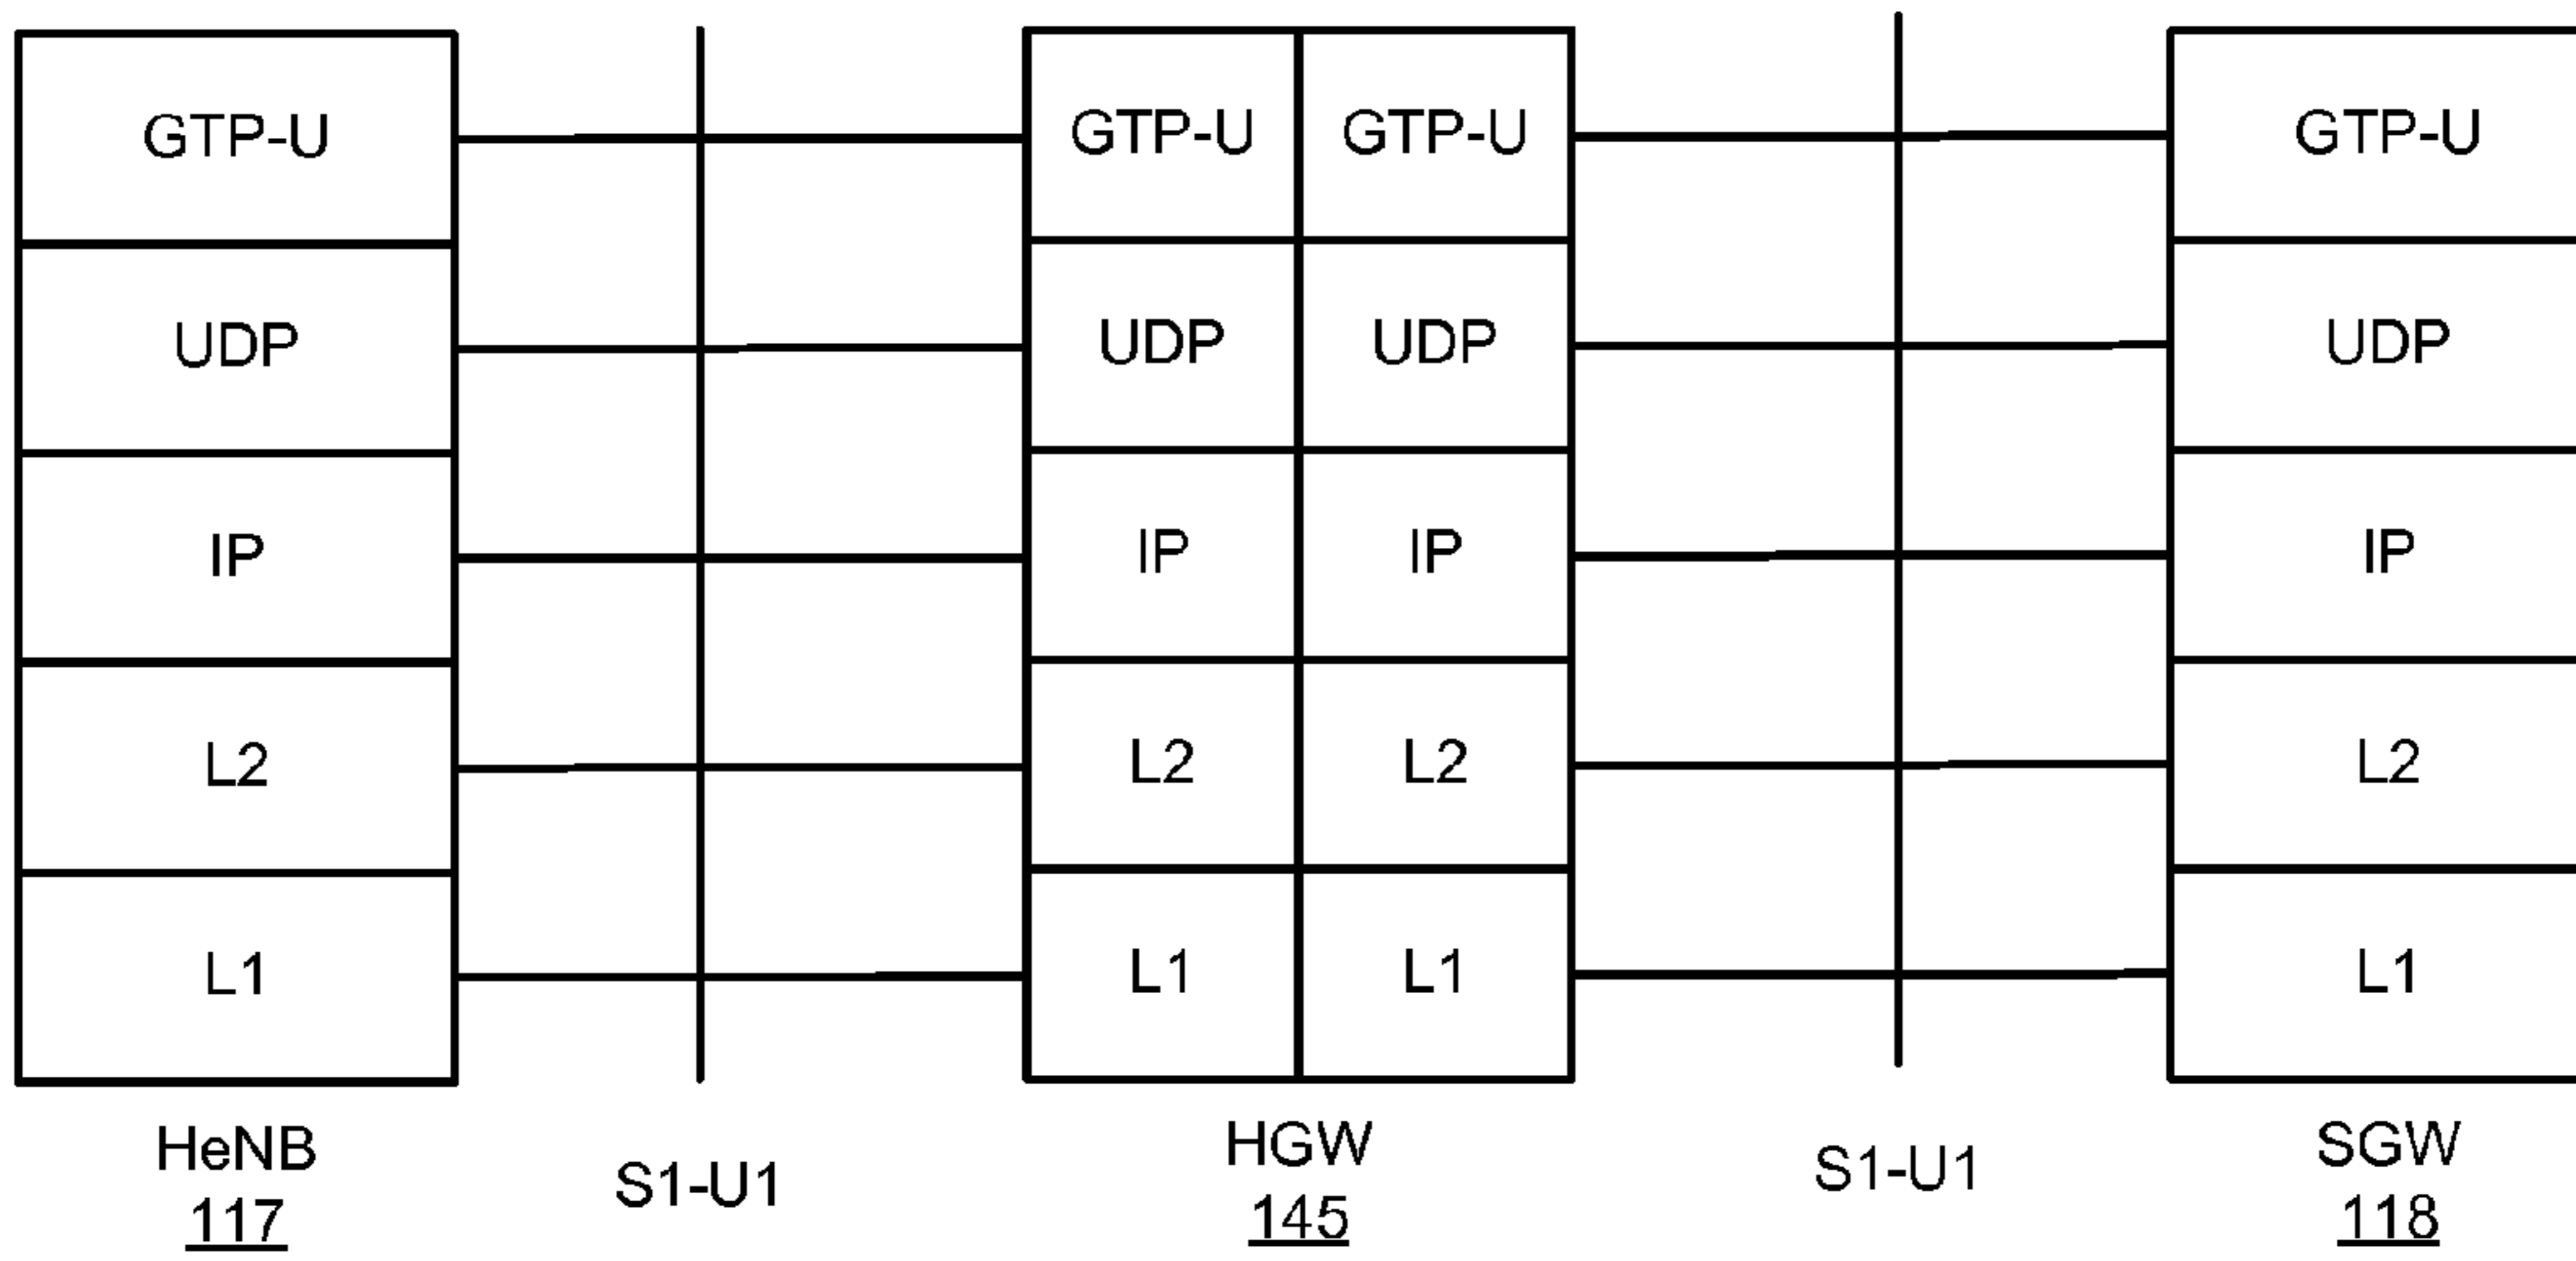 GTP-U GTP-U GTP-U GTP-U
UDP UDP UDP UDP
IP IP IP IP
L2 L2 L2 L2
L1 L1 L1 L1
HeNB S1-U1 HGW S1-U1 SGW
117 145 118